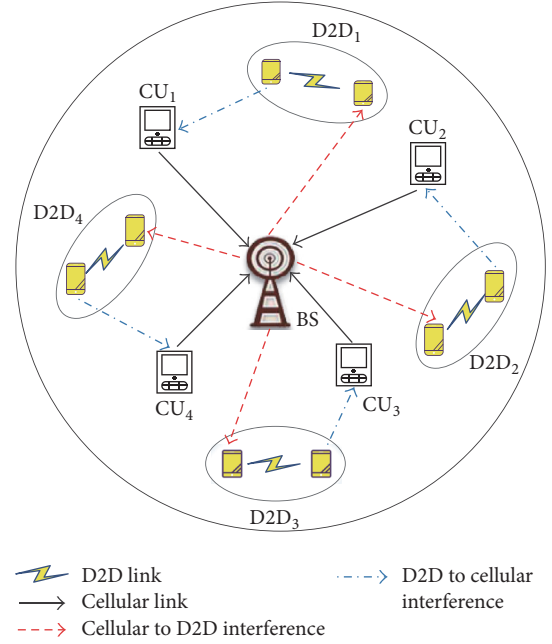 D2D₁
CU₁
CU₂
D2D₄
BS
D2D₂
CU₄
CU₃
D2D₃
D2D link
Cellular link
Cellular to D2D interference
D2D to cellular
interference